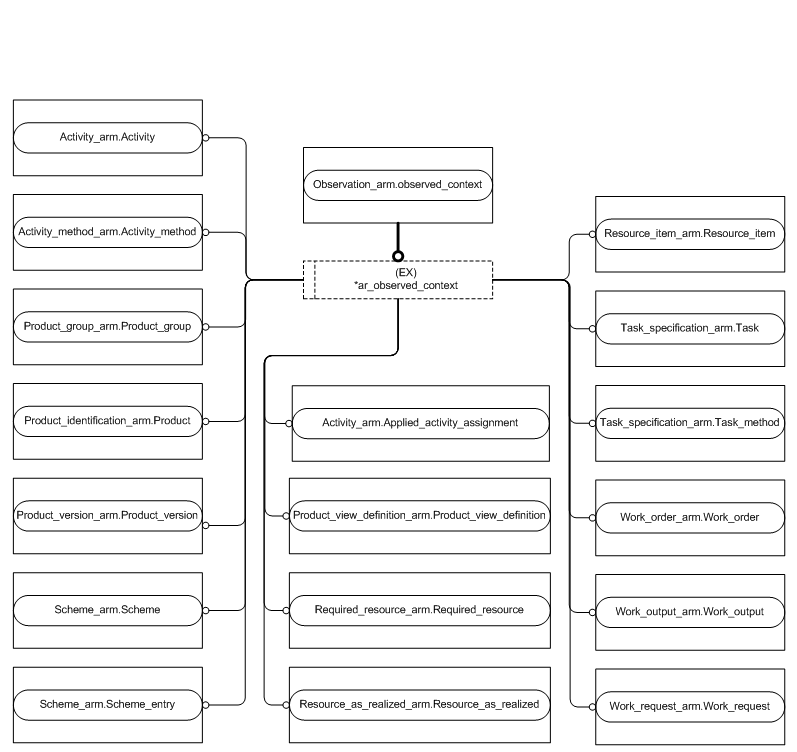 Activity_arm.Activity
Activity_method_arm.Activity_method
Product_group_arm.Product_group
Product_identification_arm.Product
Product_version_arm.Product_version
Scheme_arm.Scheme
Scheme_arm.Scheme_entry
Observation_arm.observed_context
(EX)
*ar_observed_context
Activity_arm.Applied_activity_assignment
Product_view_definition_arm.Product_view_definition
Required_resource_arm.Required_resource
Resource_as_realized_arm.Resource_as_realized
Resource_item_arm.Resource_item
Task_specification_arm.Task
Task_specification_arm.Task_method
Work_order_arm.Work_order
Work_output_arm.Work_output
Work_request_arm.Work_request